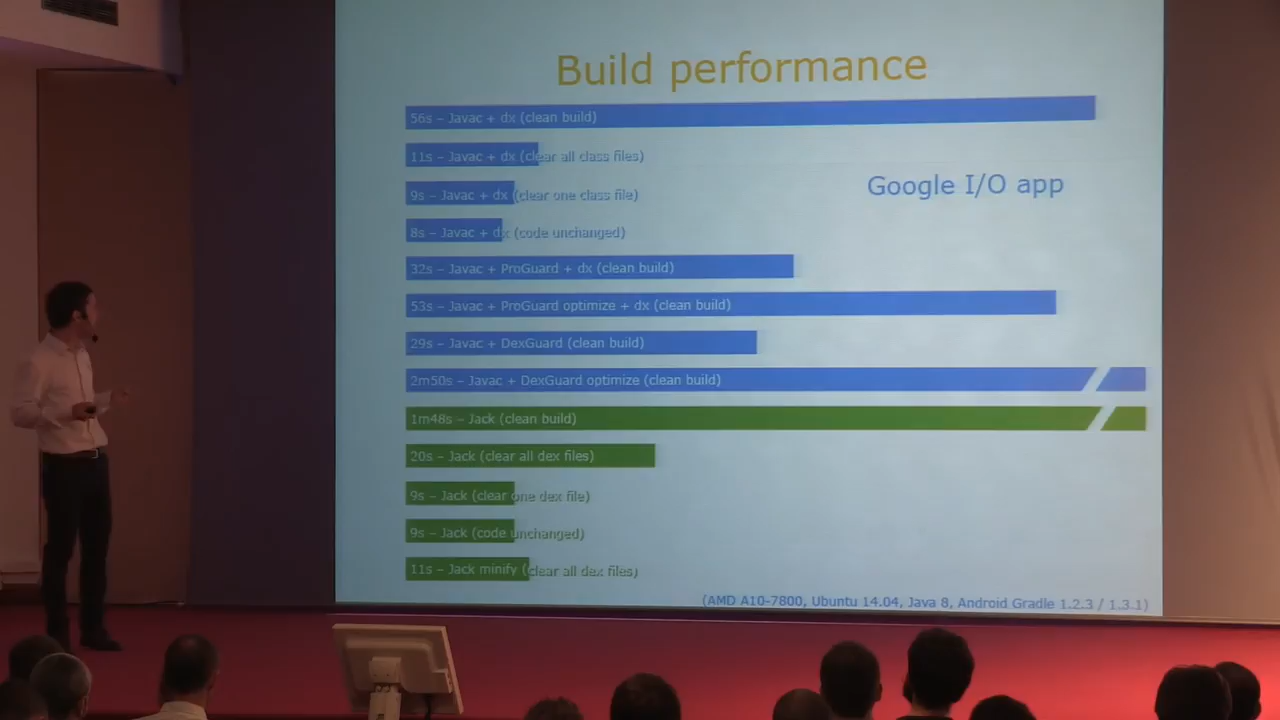 Build performance
56s – Javac + dx (clean build)
11s – Javac + dx (clear all class files)
9s – Javac + dx (clear one class file)
Google I/O app
8s – Javac + dx (code unchanged)
32s – Javac + ProGuard + dx (clean build)
53s – Javac + ProGuard optimize + dx (clean build)
29s – Javac + DexGuard (clean build)
2m50s – Javac + DexGuard optimize (clean build)
1m48s – Jack (clean build)
20s – Jack (clear all dex files)
9s – Jack (clear one dex file)
9s – Jack (code unchanged)
11s – Jack minify (clear all dex files)
(AMD A10-7800, Ubuntu 14.04, Java 8, Android Gradle 1.2.3 / 1.3.1)